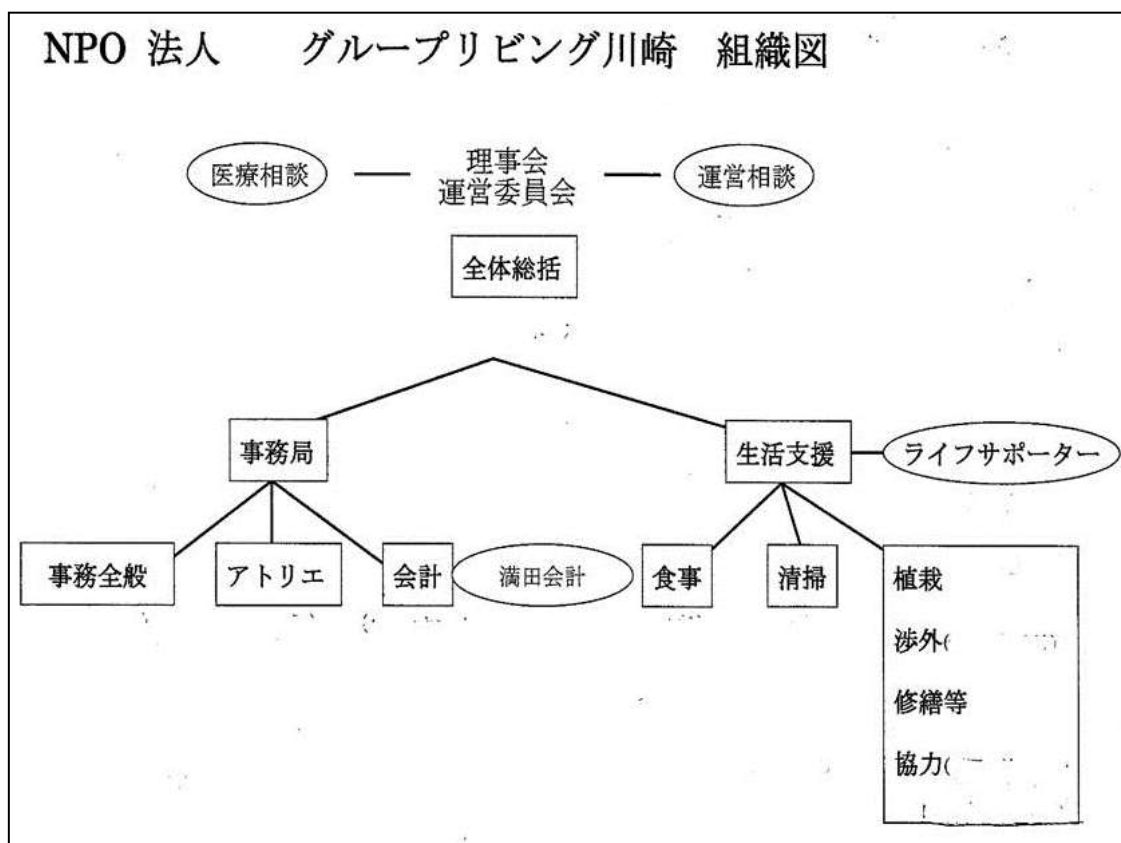 NPO 法人 グループリビング川崎 組織図
医療相談
理事会
運営委員会
運営相談
全体総括
事務局
生活支援
ライフサポーター
事務全般
アトリエ
会計
満田会計
食事
清掃
植栽
渉外(
修繕等
協力(